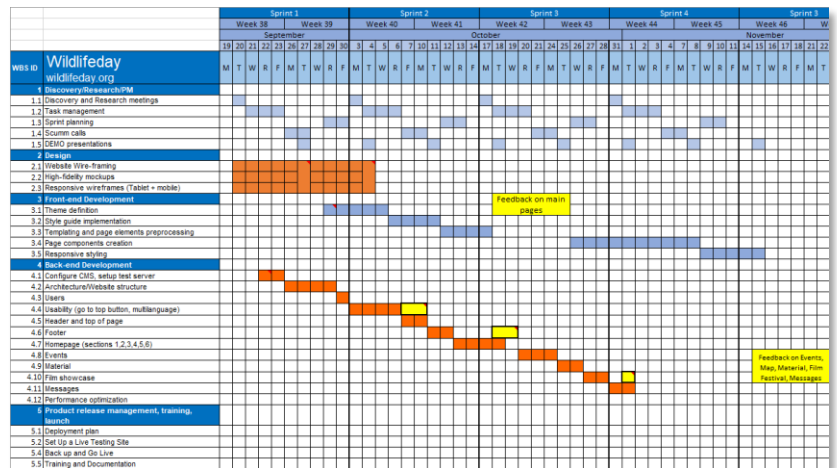 Sprint 1 Sprint 2 Sprint 3 Sprint 4 Sprint 3
Week 38 Week 39 Week 40 Week 41 Week 42 Week 43 Week 44 Week 45 Week 46 W
September October November
19 20 21 22 23 26 27 28 29 30 3 4 5 6 7 10 11 12 13 14 17 18 19 20 21 24 25 26 27 28 31 1 2 3 4 7 8 9 10 11 14 15 16 17 18 21 22
WBS ID Wildlifeday M T W R F M T W R F M T W R F M T W R F M T W R F M T W R F M T W R F M T W R F M T W R F M T
wildlifeday.org
1 Discovery/Research/PM
1.1 Discovery and Research meetings
1.2 Task management
1.3 Sprint planning
1.4 Scumm calls
1.5 DEMO presentations
2 Design
2.1 Website Wire-framing
2.2 High-fidelity mockups
2.3 Responsive wireframes (Tablet + mobile)
3 Front-end Development
Feedback on main
pages
3.1 Theme definition
3.2 Style guide implementation
3.3 Templating and page elements preprocessing
3.4 Page components creation
3.5 Responsive styling
4 Back-end Development
4.1 Configure CMS, setup test server
4.2 Architecture/Website structure
4.3 Users
4.4 Usability (go to top button, multilanguage)
4.5 Header and top of page
4.6 Footer
4.7 Homepage (sections 1,2,3,4,5,6)
4.8 Events
4.9 Material
4.10 Film showcase
Feedback on Events,
Map, Material, Film
Festival, Messages
4.11 Messages
4.12 Performance optimization
5 Product release management, training,
launch
5.1 Deployment plan
5.2 Set Up a Live Testing Site
5.4 Back up and Go Live
5.5 Training and Documentation